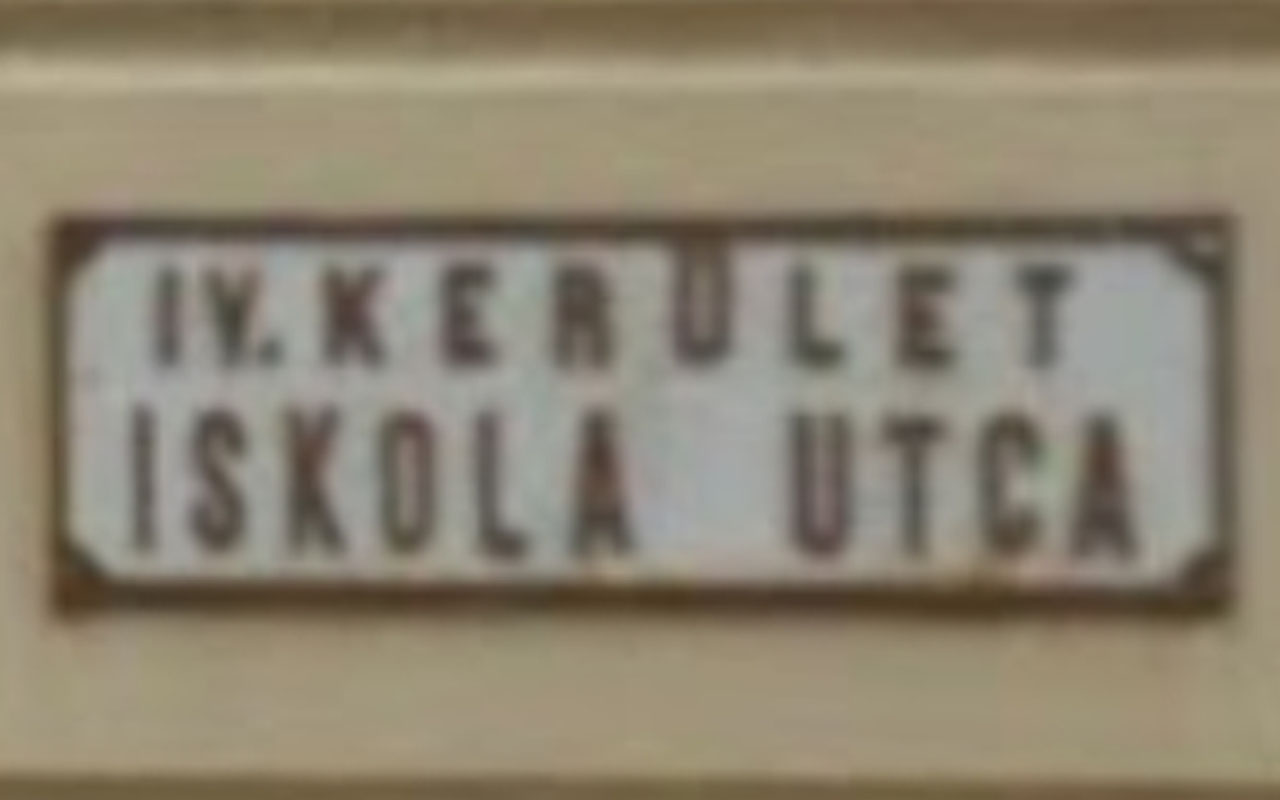 IV. KERÜLET
ISKOLA UTCA